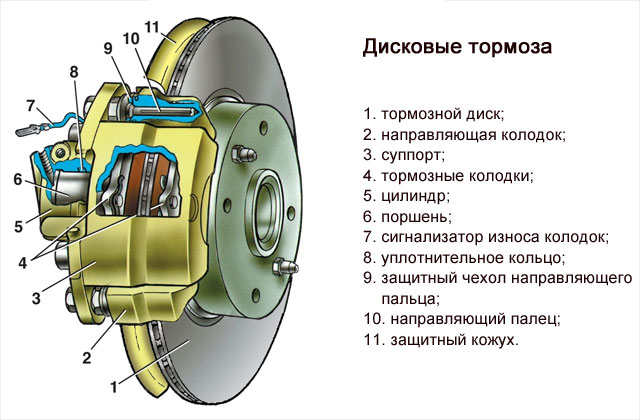 Дисковые тормоза
1. тормозной диск;
2. направляющая колодок;
3. суппорт;
4. тормозные колодки;
5. цилиндр;
6. поршень;
7. сигнализатор износа колодок;
8. уплотнительное кольцо;
9. защитный чехол направляющего
пальца;
10. направляющий палец;
11. защитный кожух.
11
10
9
8
7
6
5
4
3
2
1